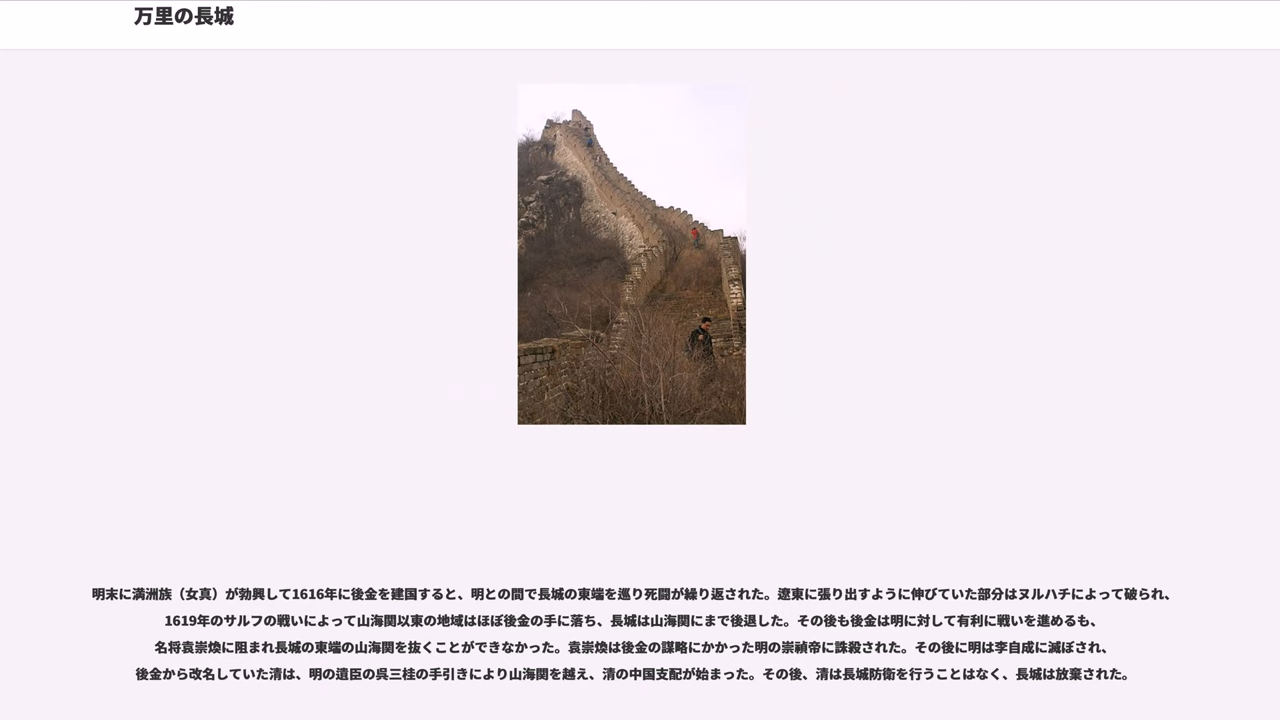 万里の長城
明末に満洲族（女真）が勃興して1616年に後金を建国すると、明との間で長城の東端を巡り死闘が繰り返された。遼東に張り出すように伸びていた部分はヌルハチによって破られ、
1619年のサルフの戦いによって山海関以東の地域はほぼ後金の手に落ち、長城は山海関にまで後退した。その後も後金は明に対して有利に戦いを進めるも、
名将袁崇煥に阻まれ長城の東端の山海関を抜くことができなかった。袁崇煥は後金の謀略にかかった明の崇禎帝に誅殺された。その後に明は李自成に滅ぼされ、
後金から改名していた清は、明の遺臣の呉三桂の手引きにより山海関を越え、清の中国支配が始まった。その後、清は長城防衛を行うことはなく、長城は放棄された。